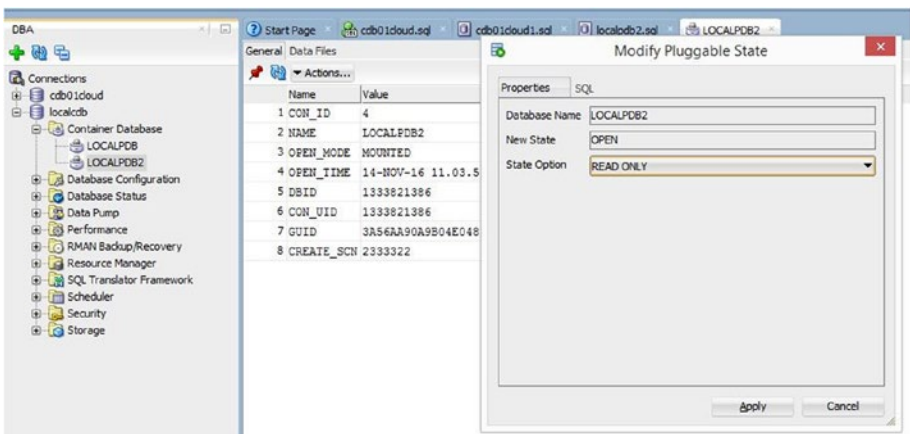 DBA
Start Page
cdb01cloud.sql
cdb01cloud1.sql
localpdb2.sql
LOCALPDB2
Connections
cdb01cloud
localcdb
Container Database
LOCALPDB
LOCALPDB2
Database Configuration
Database Status
Data Pump
Performance
RMAN Backup/Recovery
Resource Manager
SQL Translator Framework
Scheduler
Security
Storage
General Data Files
Actions...
Name Value
1 CON_ID 4
2 NAME LOCALPDB2
3 OPEN_MODE MOUNTED
4 OPEN_TIME 14-NOV-16 11.03.5
5 DBID 1333821386
6 CON_UID 1333821386
7 GUID 3A56AA90A9B04E048
8 CREATE_SCN 2333322
Modify Pluggable State
Properties SQL
Database Name LOCALPDB2
New State OPEN
State Option READ ONLY
Apply Cancel